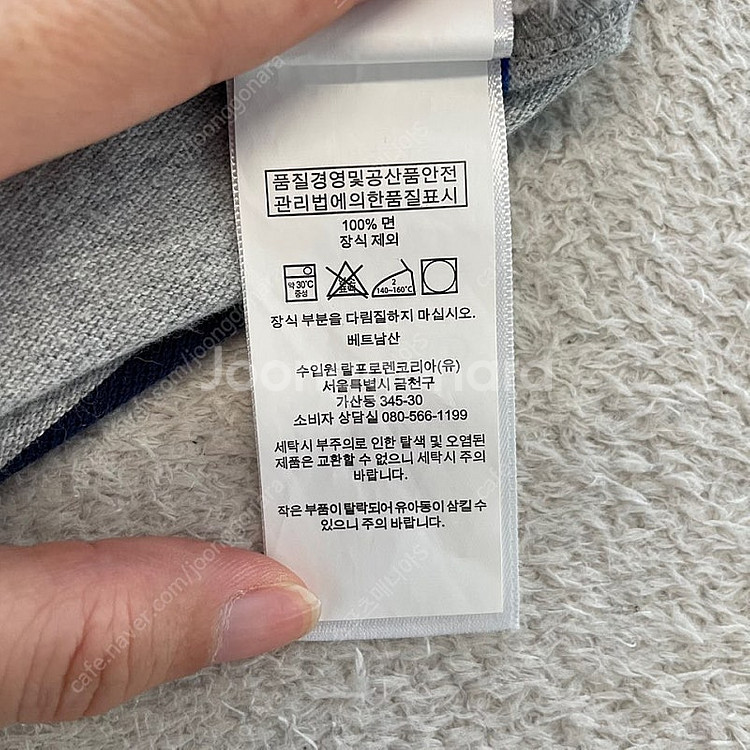 품질경영및공산품안전
관리법에의한품질표시
100% 면
장식 제외
약 30℃
중성
염소
표백
2
140~160℃
장식 부분을 다림질하지 마십시오.
베트남산
수입원 랄프로렌코리아(유)
서울특별시 금천구
가산동 345-30
소비자 상담실 080-566-1199
세탁시 부주의로 인한 탈색 및 오염된
제품은 교환할 수 없으니 세탁시 주의
바랍니다.
작은 부품이 탈락되어 유아동이 삼킬 수
있으니 주의 바랍니다.
Joonggonara
cafe.naver.com/joonggonara